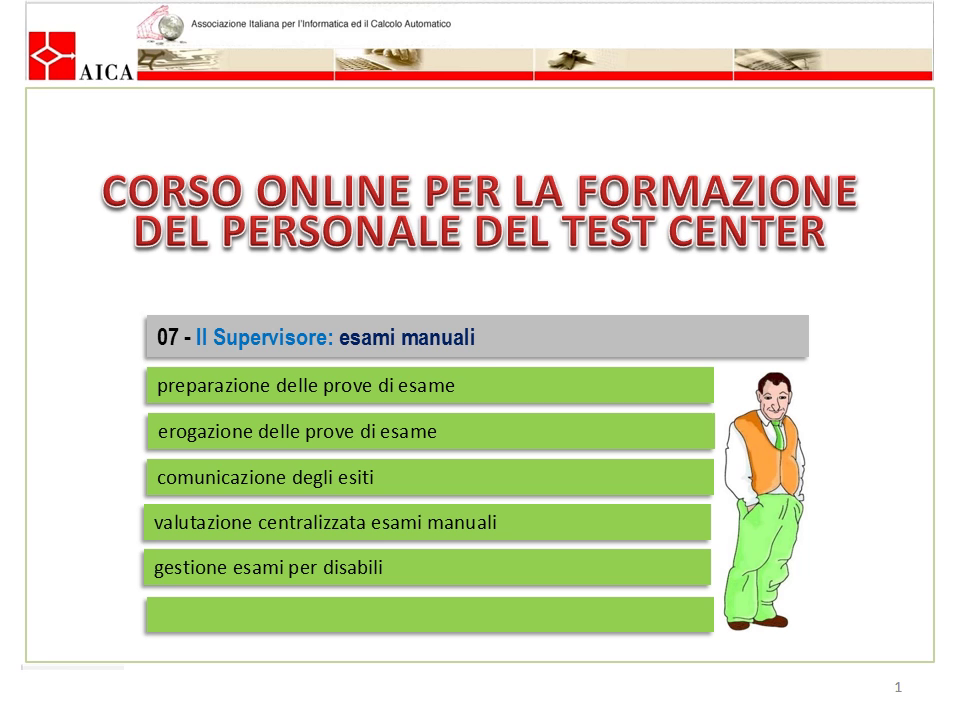 Associazione Italiana per l'Informatica ed il Calcolo Automatico
AICA
CORSO ONLINE PER LA FORMAZIONE
DEL PERSONALE DEL TEST CENTER
07 - Il Supervisore: esami manuali
preparazione delle prove di esame
erogazione delle prove di esame
comunicazione degli esiti
valutazione centralizzata esami manuali
gestione esami per disabili
1